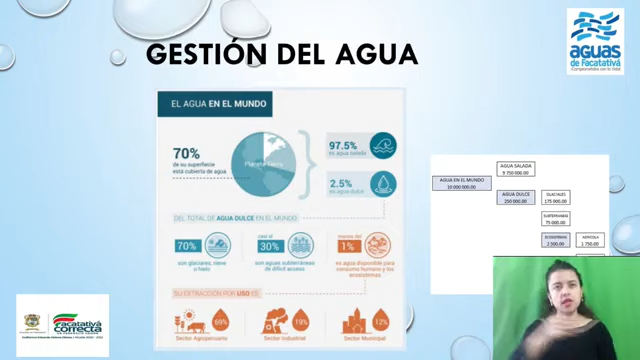 GESTIÓN DEL AGUA
AGUAS
de Facatativá
EL AGUA EN EL MUNDO
70%
de su superficie
está cubierta de agua
Planeta Tierra
97.5%
es agua salada
2.5%
es agua dulce
DEL TOTAL DE AGUA DULCE EN EL MUNDO
70%
son glaciares, nieve
o hielo
casi el
30%
son aguas subterráneas
de difícil acceso
menos del
1%
es agua disponible para
consumo humano y los
ecosistemas
SU EXTRACCIÓN POR USO ES:
69%
Sector Agropecuario
19%
Sector Industrial
12%
Sector Municipal
AGUA SALADA
9 750 000.00
AGUA EN EL MUNDO
10 000 000.00
AGUA DULCE
250 000.00
GLACIALES
175 000.00
SUBTERRANEAS
75 000.00
ECOSISTEMAS
2 500.00
AGRICOLA
1 750.00
Facatativá
CORRECTA